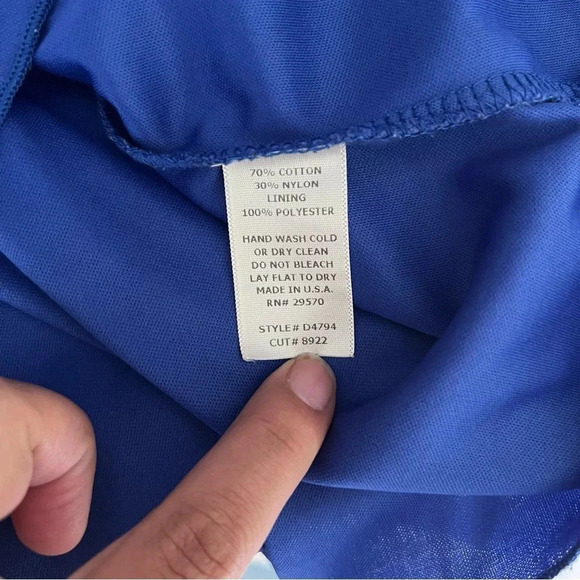 70% COTTON
30% NYLON
LINING
100% POLYESTER
HAND WASH COLD
OR DRY CLEAN
DO NOT BLEACH
LAY FLAT TO DRY
MADE IN U.S.A.
RN# 29570
STYLE# D4794
CUT# 8922